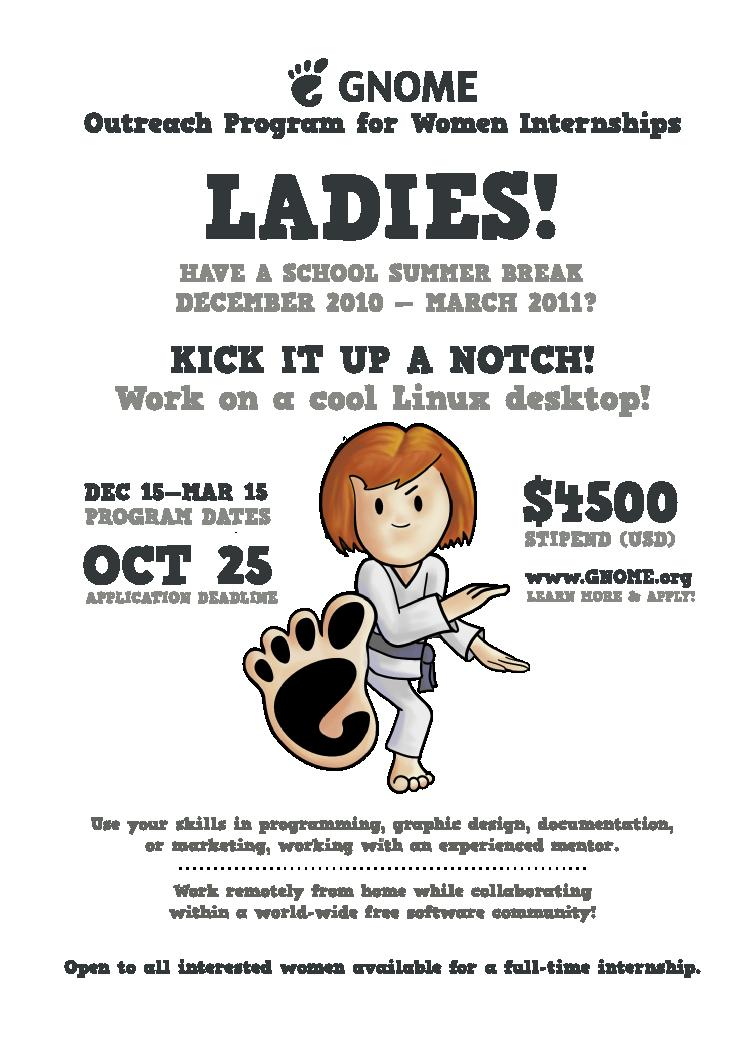 GNOME
Outreach Program for Women Internships
LADIES!
HAVE A SCHOOL SUMMER BREAK
DECEMBER 2010 – MARCH 2011?
KICK IT UP A NOTCH!
Work on a cool Linux desktop!
DEC 15–MAR 15
PROGRAM DATES
OCT 25
APPLICATION DEADLINE
$4500
STIPEND (USD)
www.GNOME.org
LEARN MORE & APPLY!
Use your skills in programming, graphic design, documentation,
or marketing, working with an experienced mentor.
Work remotely from home while collaborating
within a world-wide free software community!
Open to all interested women available for a full-time internship.